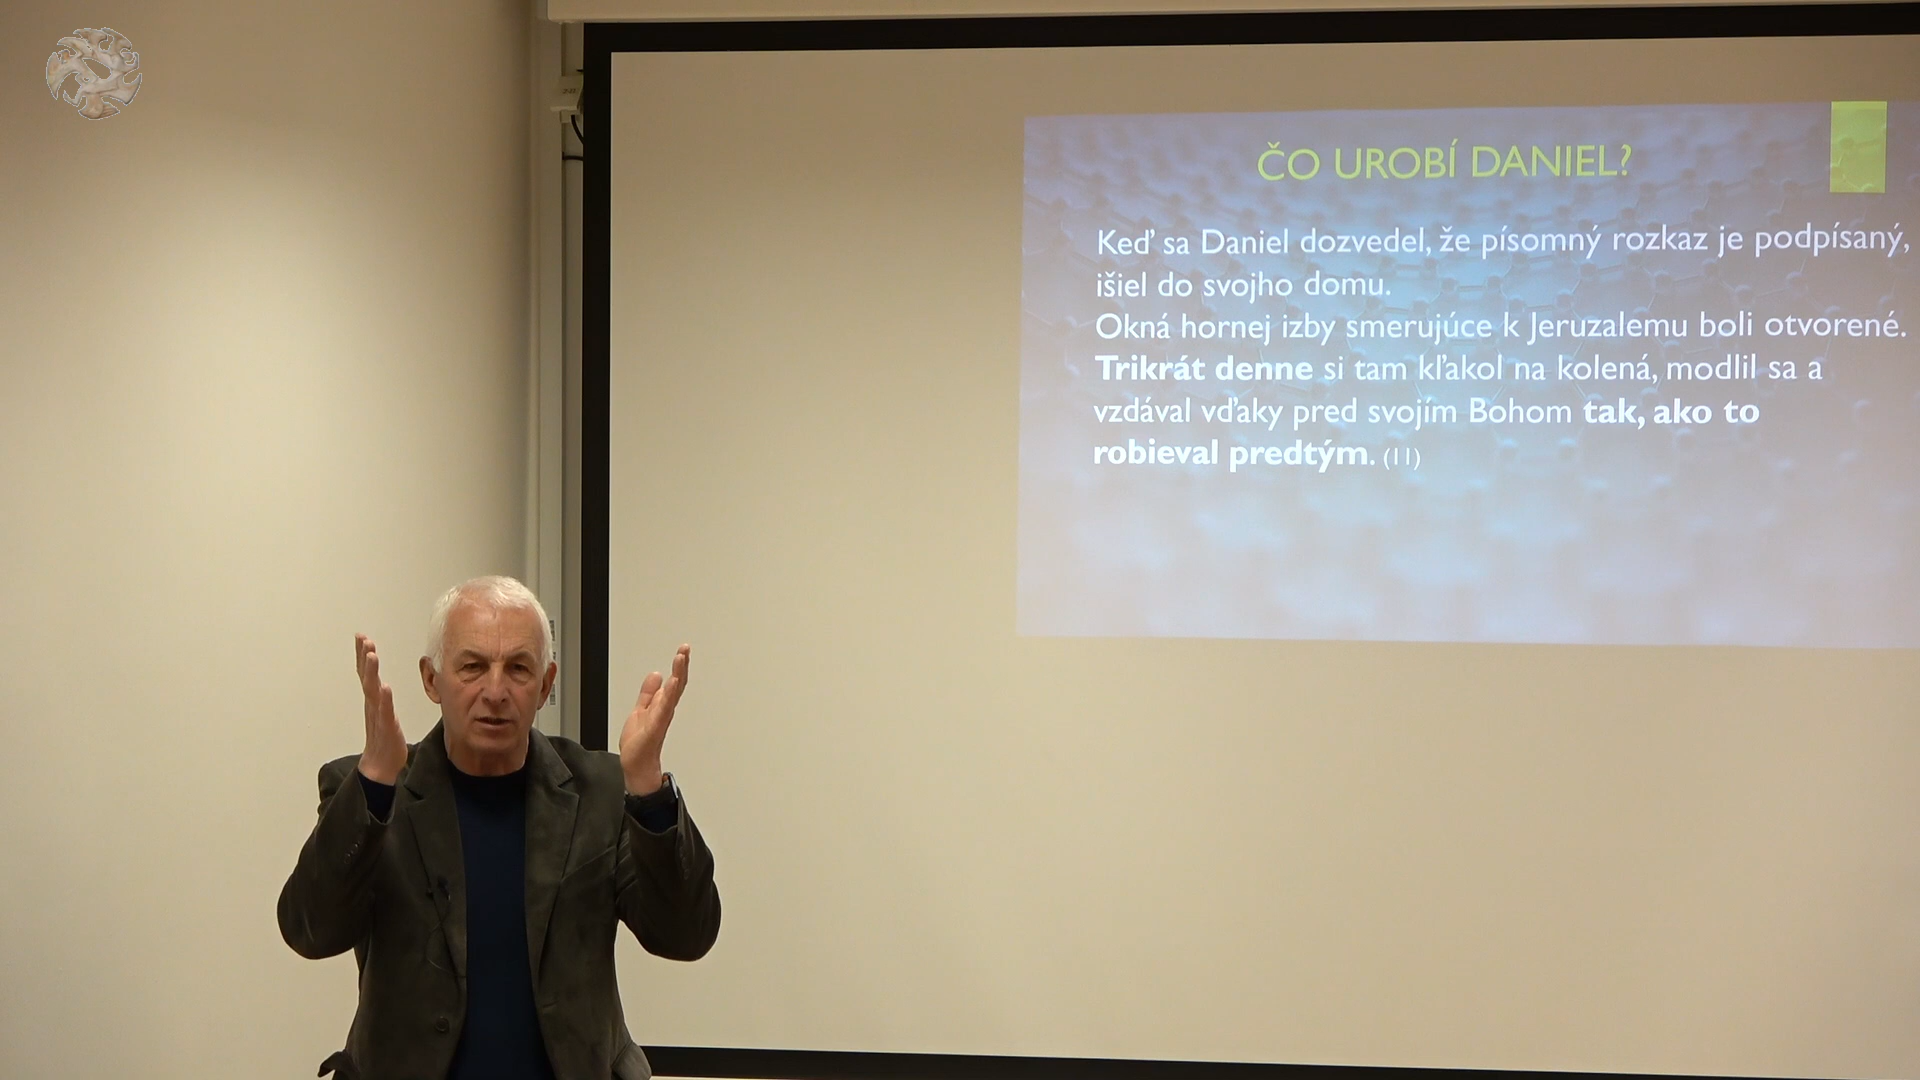 ČO UROBÍ DANIEL?
Keď sa Daniel dozvedel, že písomný rozkaz je podpísaný,
išiel do svojho domu.
Okná hornej izby smerujúce k Jeruzalemu boli otvorené.
Trikrát denne si tam kľakol na kolená, modlil sa a
vzdával vďaky pred svojím Bohom tak, ako to
robieval predtým. (11)